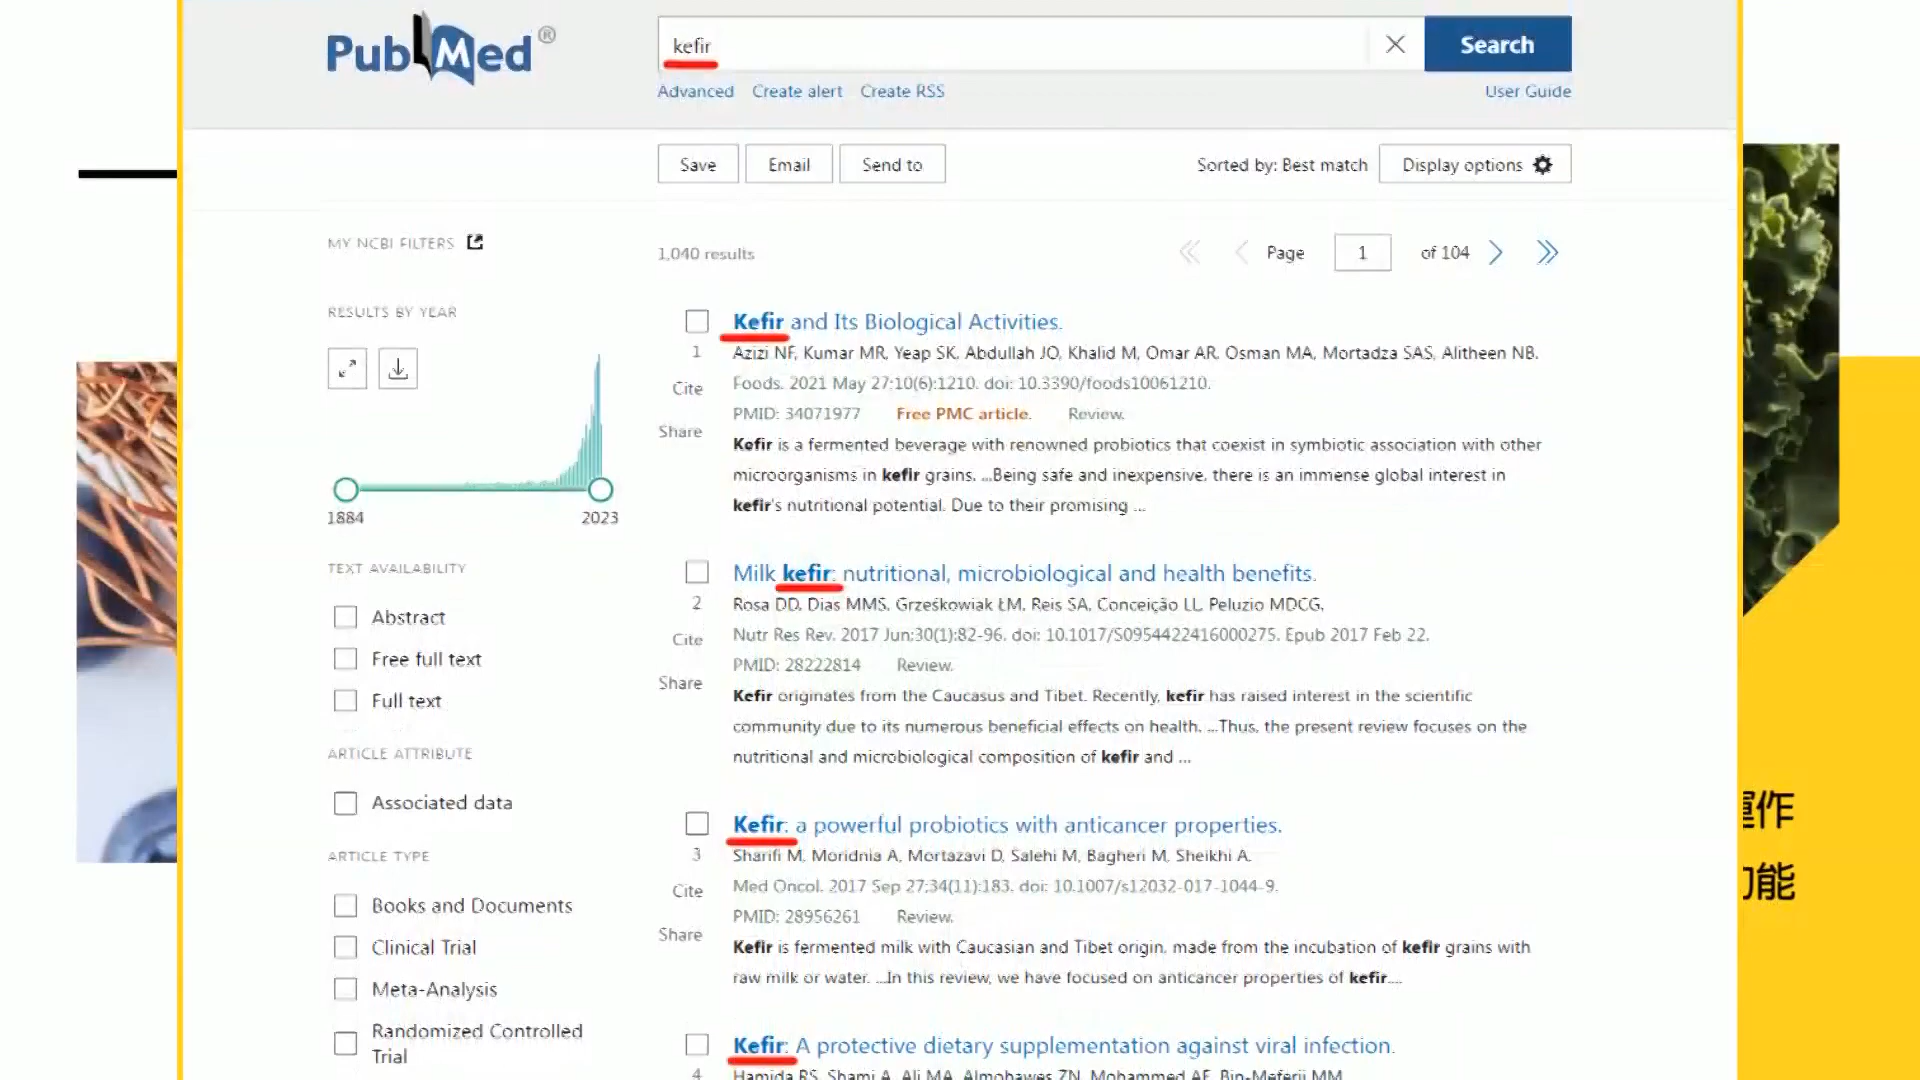 PubMed®
kefir
Search
Advanced Create alert Create RSS
User Guide
Save Email Send to
Sorted by: Best match Display options
MY NCBI FILTERS
1,040 results
Page 1 of 104
RESULTS BY YEAR
1884 2023
TEXT AVAILABILITY
Abstract
Free full text
Full text
ARTICLE ATTRIBUTE
Associated data
ARTICLE TYPE
Books and Documents
Clinical Trial
Meta-Analysis
Randomized Controlled
Trial
Kefir and Its Biological Activities.
1 Azizi NF, Kumar MR, Yeap SK, Abdullah JO, Khalid M, Omar AR, Osman MA, Mortadza SAS, Alitheen NB.
Cite Foods. 2021 May 27;10(6):1210. doi: 10.3390/foods10061210.
PMID: 34071977 Free PMC article. Review.
Share
Kefir is a fermented beverage with renowned probiotics that coexist in symbiotic association with other
microorganisms in kefir grains. ...Being safe and inexpensive, there is an immense global interest in
kefir's nutritional potential. Due to their promising ...
Milk kefir: nutritional, microbiological and health benefits.
2 Rosa DD, Dias MMS, Grześkowiak ŁM, Reis SA, Conceição LL, Peluzio MDCG.
Cite Nutr Res Rev. 2017 Jun;30(1):82-96. doi: 10.1017/S0954422416000275. Epub 2017 Feb 22.
PMID: 28222814 Review.
Share
Kefir originates from the Caucasus and Tibet. Recently, kefir has raised interest in the scientific
community due to its numerous beneficial effects on health. ...Thus, the present review focuses on the
nutritional and microbiological composition of kefir and ...
Kefir: a powerful probiotics with anticancer properties.
3 Sharifi M, Moridnia A, Mortazavi D, Salehi M, Bagheri M, Sheikhi A.
Cite Med Oncol. 2017 Sep 27;34(11):183. doi: 10.1007/s12032-017-1044-9.
PMID: 28956261 Review.
Share
Kefir is fermented milk with Caucasian and Tibet origin, made from the incubation of kefir grains with
raw milk or water. ...In this review, we have focused on anticancer properties of kefir....
Kefir: A protective dietary supplementation against viral infection.
4 Hamida RS, Shami A, Ali MA, Almohawes ZN, Mohammed AE, Bin-Meferij MM.
作
能